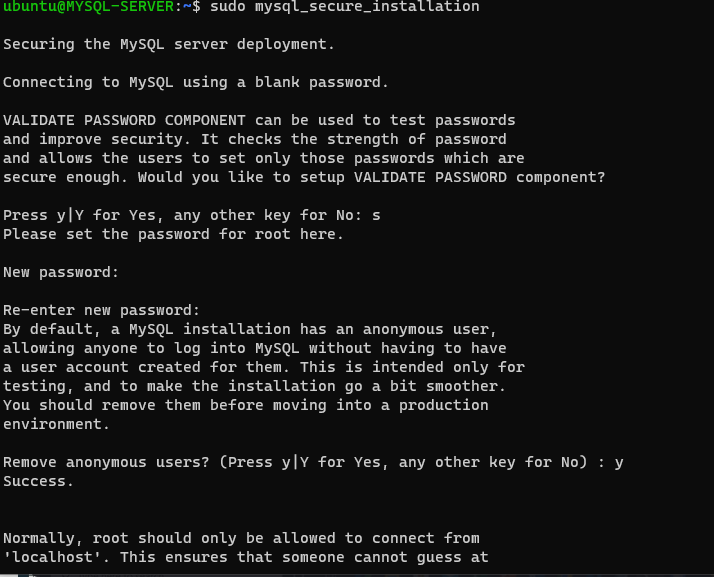 ubuntu@MYSQL-SERVER:~$ sudo mysql_secure_installation
Securing the MySQL server deployment.
Connecting to MySQL using a blank password.
VALIDATE PASSWORD COMPONENT can be used to test passwords
and improve security. It checks the strength of password
and allows the users to set only those passwords which are
secure enough. Would you like to setup VALIDATE PASSWORD component?
Press y|Y for Yes, any other key for No: s
Please set the password for root here.
New password:
Re-enter new password:
By default, a MySQL installation has an anonymous user,
allowing anyone to log into MySQL without having to have
a user account created for them. This is intended only for
testing, and to make the installation go a bit smoother.
You should remove them before moving into a production
environment.
Remove anonymous users? (Press y|Y for Yes, any other key for No) : y
Success.
Normally, root should only be allowed to connect from
'localhost'. This ensures that someone cannot guess at